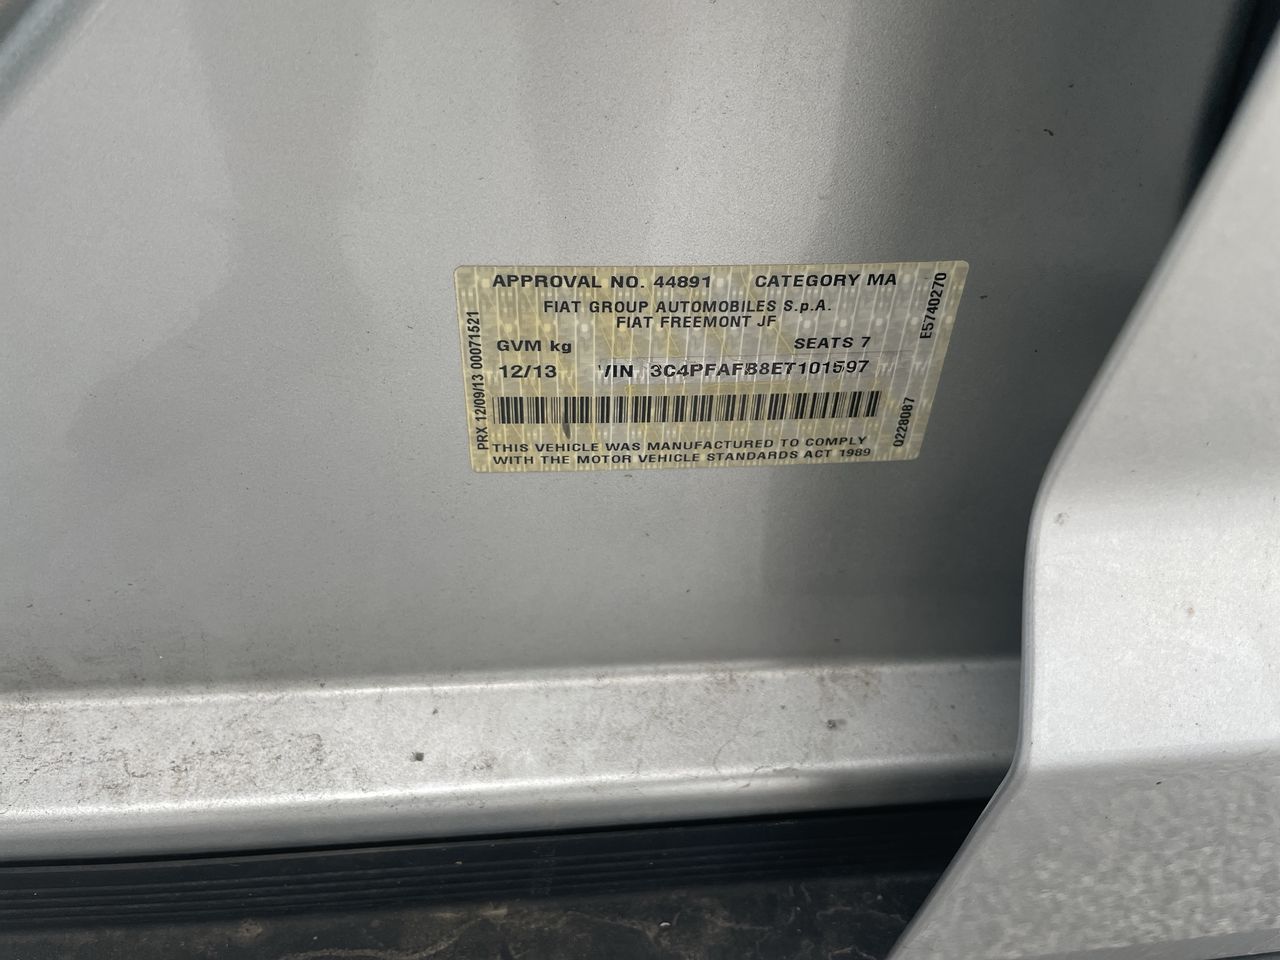 APPROVAL NO. 44891 CATEGORY MA
FIAT GROUP AUTOMOBILES S.p.A.
FIAT FREEMONT JF
GVM kg SEATS 7
12/13 VIN 3C4PFAFB8ET101597
THIS VEHICLE WAS MANUFACTURED TO COMPLY
WITH THE MOTOR VEHICLE STANDARDS ACT 1989
PRX 12/09/13 00071521
E5740270
0228087